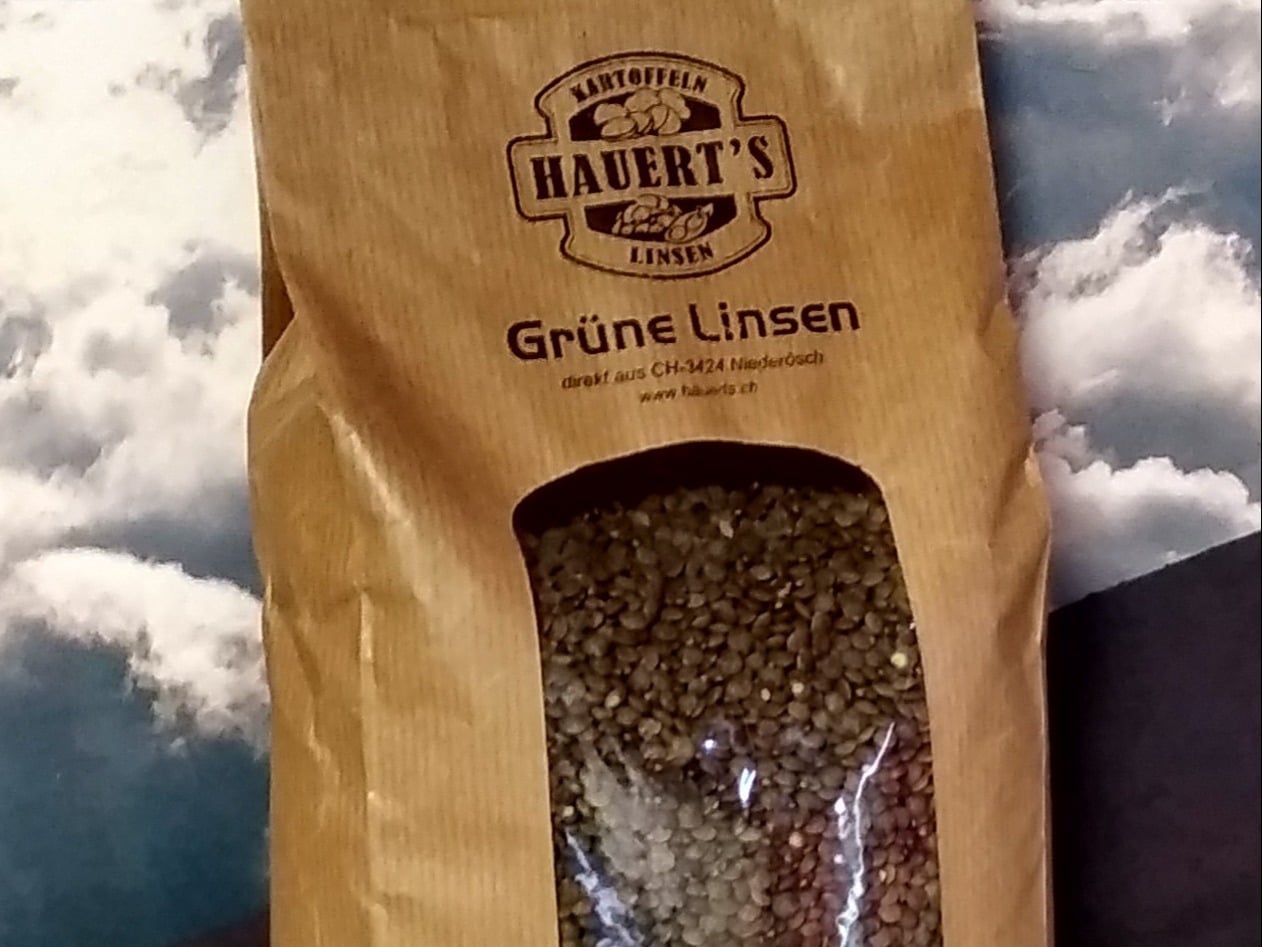 KARTOFFELN
HAUERT'S
LINSEN
Grüne Linsen
direkt aus CH-3424 Niederösch
www.hauerts.ch